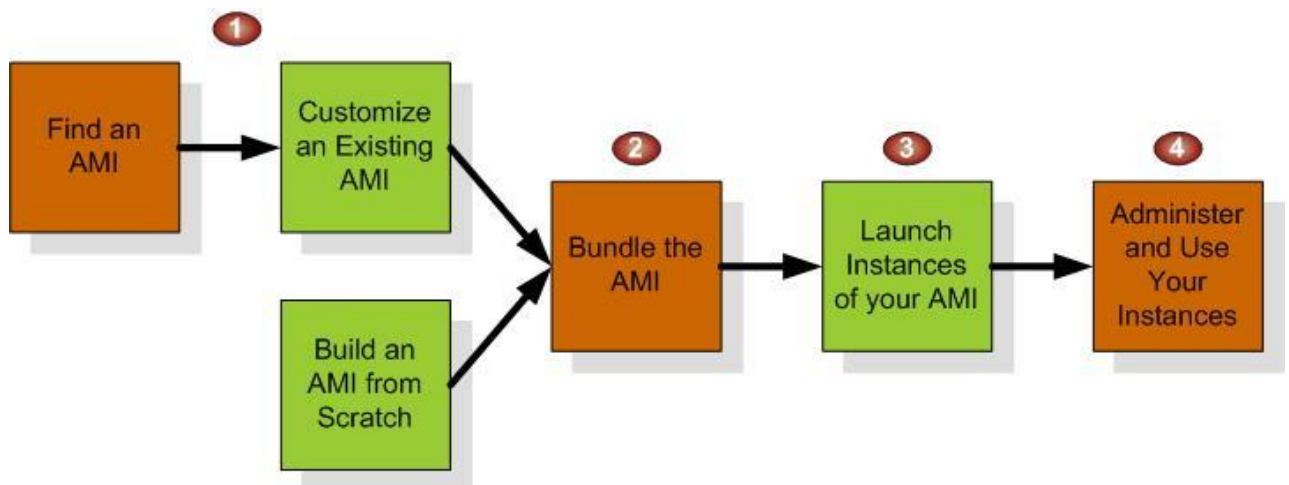 1
Find an
AMI
Customize
an Existing
AMI
Build an
AMI from
Scratch
2
Bundle the
AMI
3
Launch
Instances
of your AMI
4
Administer
and Use
Your
Instances